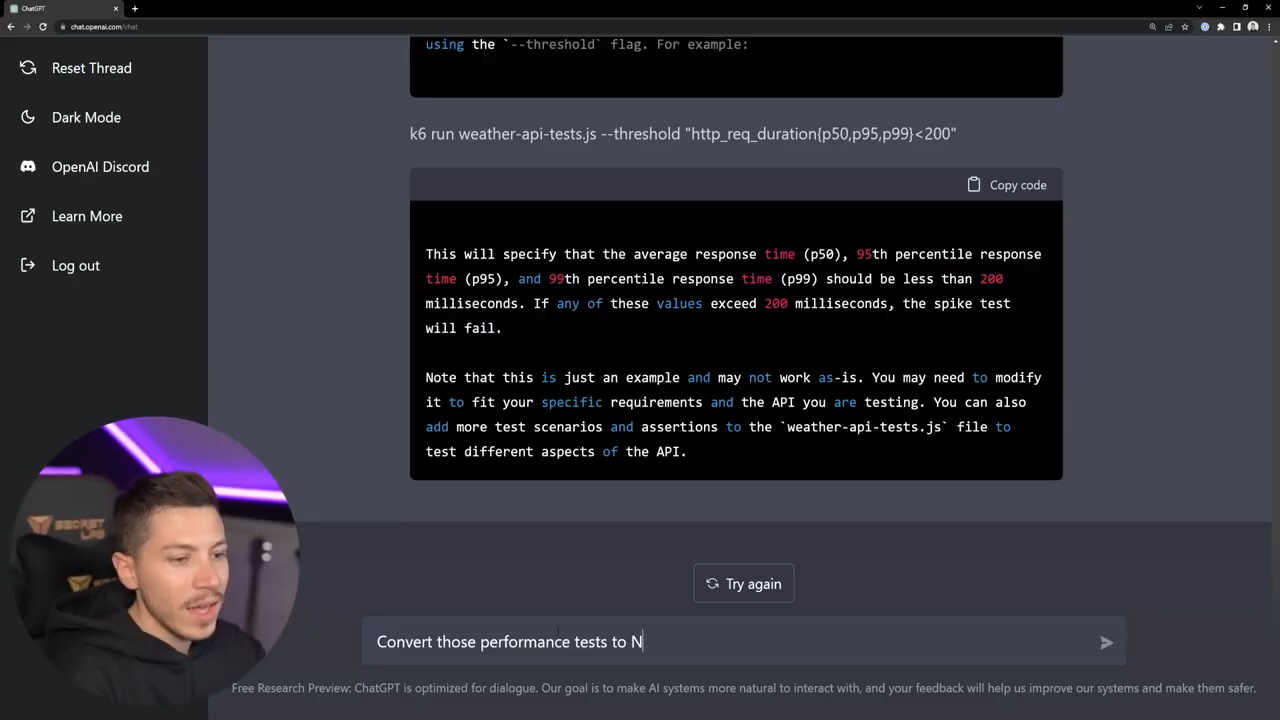 ChatGPT
chat.openai.com/chat
Reset Thread
Dark Mode
OpenAI Discord
Learn More
Log out
using the `--threshold` flag. For example:
k6 run weather-api-tests.js --threshold "http_req_duration{p50,p95,p99}<200"
Copy code
This will specify that the average response time (p50), 95th percentile response
time (p95), and 99th percentile response time (p99) should be less than 200
milliseconds. If any of these values exceed 200 milliseconds, the spike test
will fail.
Note that this is just an example and may not work as-is. You may need to modify
it to fit your specific requirements and the API you are testing. You can also
add more test scenarios and assertions to the `weather-api-tests.js` file to
test different aspects of the API.
Try again
Convert those performance tests to N
Free Research Preview: ChatGPT is optimized for dialogue. Our goal is to make AI systems more natural to interact with, and your feedback will help us improve our systems and make them safer.
SECRET
LAB